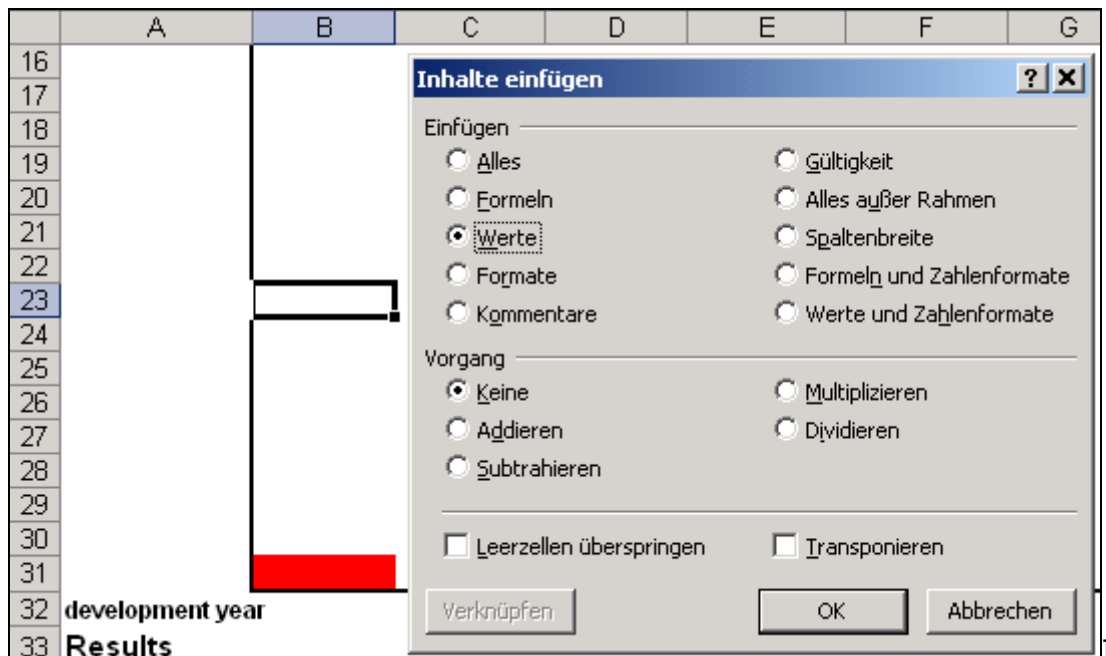 A B C D E F G
16
17
18
19
20
21
22
23
24
25
26
27
28
29
30
31
32 development year
33 Results
Inhalte einfügen
Einfügen
Alles
Formeln
Werte
Formate
Kommentare
Gültigkeit
Alles außer Rahmen
Spaltenbreite
Formeln und Zahlenformate
Werte und Zahlenformate
Vorgang
Keine
Addieren
Subtrahieren
Multiplizieren
Dividieren
Leerzellen überspringen
Transponieren
Verknüpfen
OK
Abbrechen